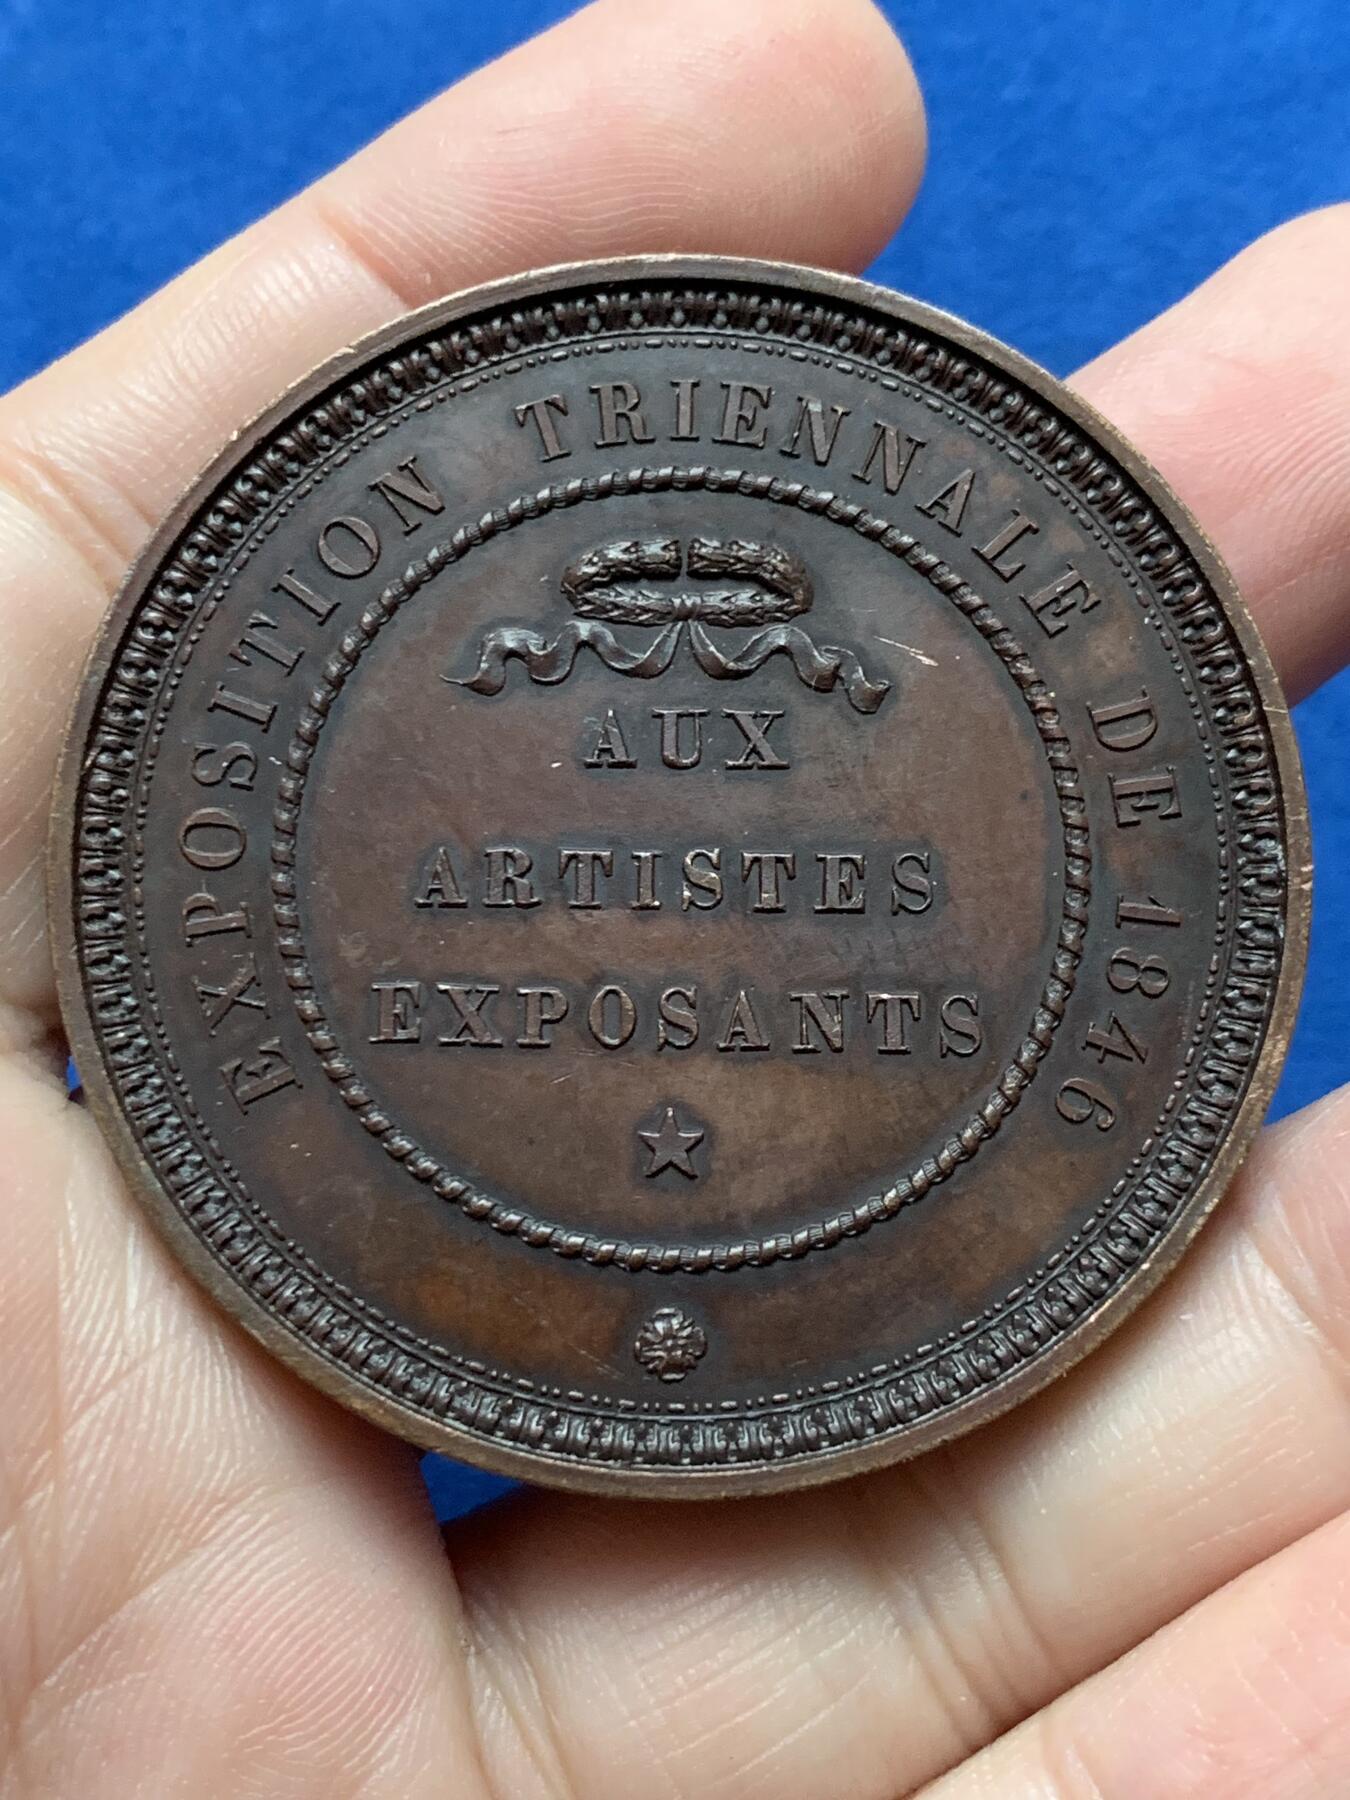 EXPOSITION TRIENNALE DE 1846
AUX
ARTISTES
EXPOSANTS